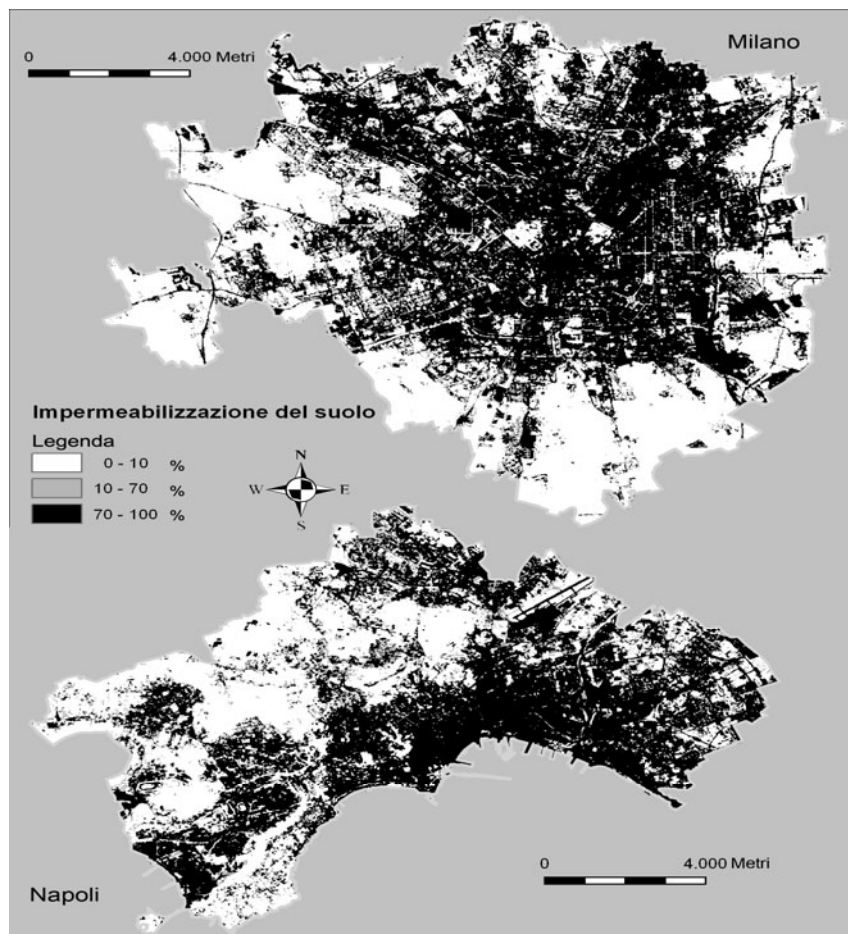 Milano
0 4.000 Metri
Impermeabilizzazione del suolo
Legenda
0 - 10 %
10 - 70 %
70 - 100 %
N
W E
S
0 4.000 Metri
Napoli